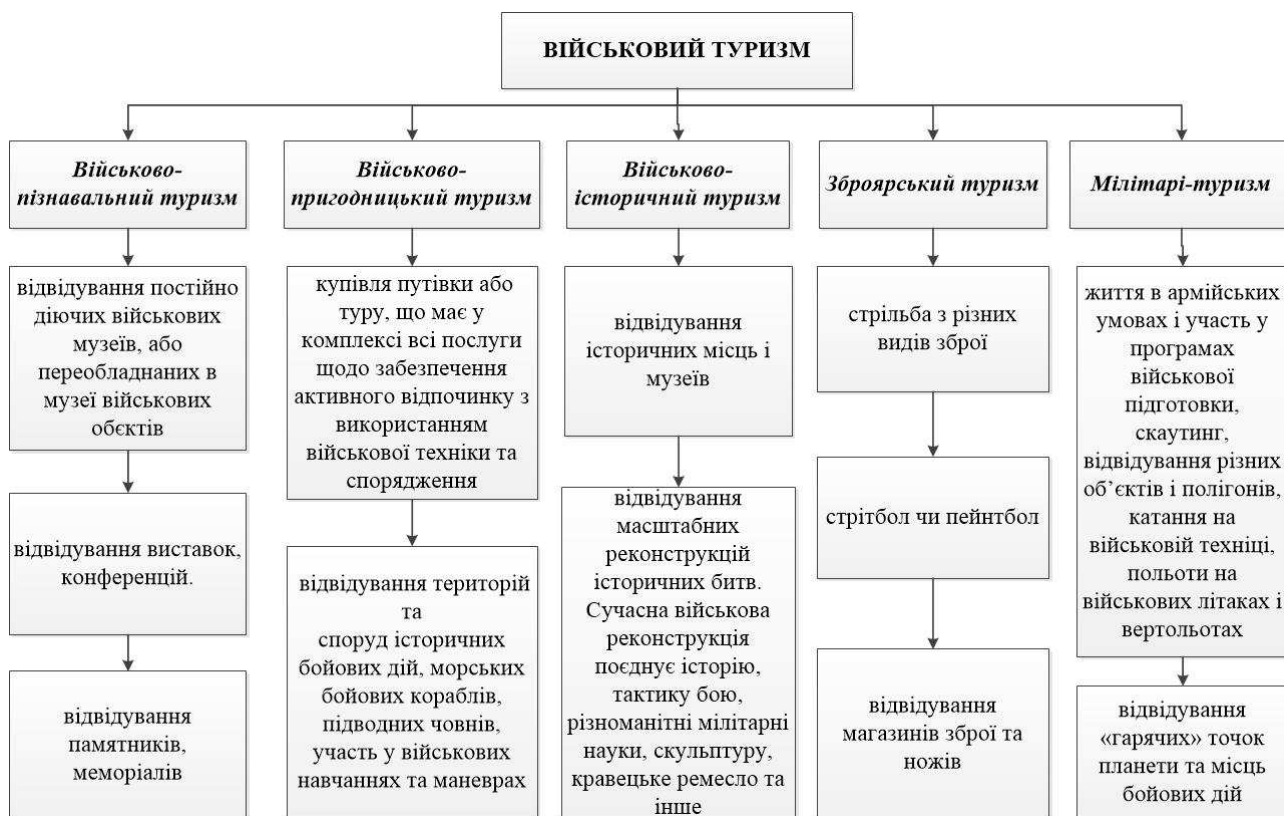 ВІЙСЬКОВИЙ ТУРИЗМ
Військово-
пізнавальний туризм
відвідування постійно
діючих військових
музеїв, або
переобладнаних в
музеї військових
обєктів
відвідування виставок,
конференцій.
відвідування
памятників,
меморіалів
Військово-
пригодницький туризм
купівля путівки або
туру, що має у
комплексі всі послуги
щодо забезпечення
активного відпочинку з
використанням
військової техніки та
спорядження
відвідування територій
та
споруд історичних
бойових дій, морських
бойових кораблів,
підводних човнів,
участь у військових
навчаннях та маневрах
Військово-
історичний туризм
відвідування
історичних місць і
музеїв
відвідування
масштабних
реконструкцій
історичних битв.
Сучасна військова
реконструкція
поєднує історію,
тактику бою,
різноманітні мілітарні
науки, скульптуру,
кравецьке ремесло та
інше
Зброярський туризм
стрільба з різних
видів зброї
стрітбол чи пейнтбол
відвідування
магазинів зброї та
ножів
Мілітарі-туризм
життя в армійських
умовах і участь у
програмах
військової
підготовки,
скаутинг,
відвідування різних
об’єктів і полігонів,
катання на
військовій техніці,
польоти на
військових літаках і
вертольотах
відвідування
«гарячих» точок
планети та місць
бойових дій